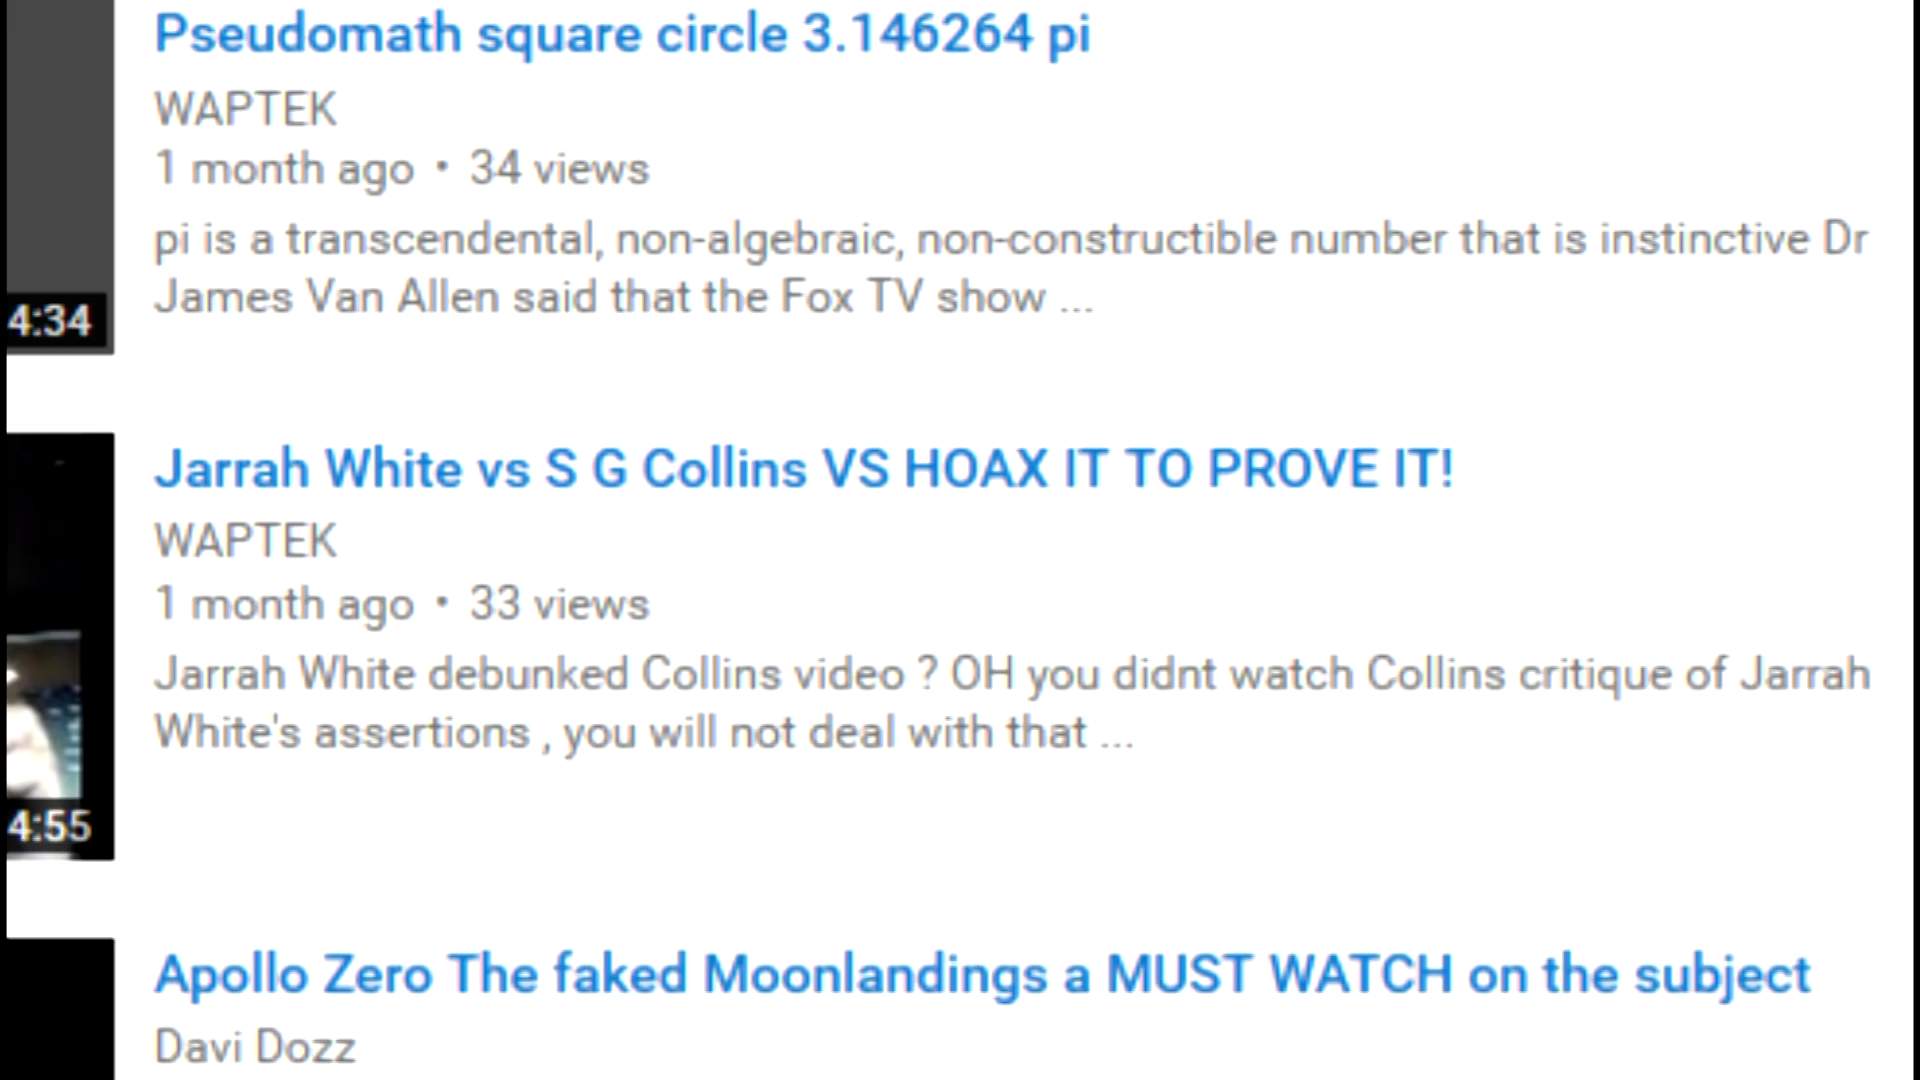 Pseudomath square circle 3.146264 pi
WAPTEK
1 month ago • 34 views
pi is a transcendental, non-algebraic, non-constructible number that is instinctive Dr
James Van Allen said that the Fox TV show ...
4:34
Jarrah White vs S G Collins VS HOAX IT TO PROVE IT!
WAPTEK
1 month ago • 33 views
Jarrah White debunked Collins video ? OH you didnt watch Collins critique of Jarrah
White's assertions , you will not deal with that ...
4:55
Apollo Zero The faked Moonlandings a MUST WATCH on the subject
Davi Dozz